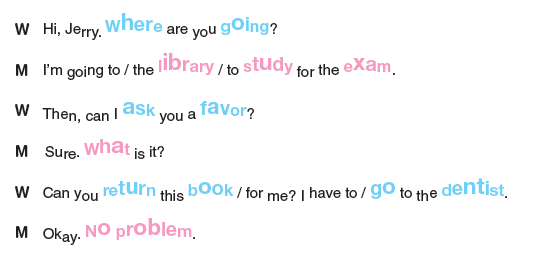 W Hi, Jerry. where are you going?
M I'm going to / the library / to study for the exam.
W Then, can I ask you a favor?
M Sure. what is it?
W Can you return this book / for me? I have to / go to the dentist.
M Okay. No problem.